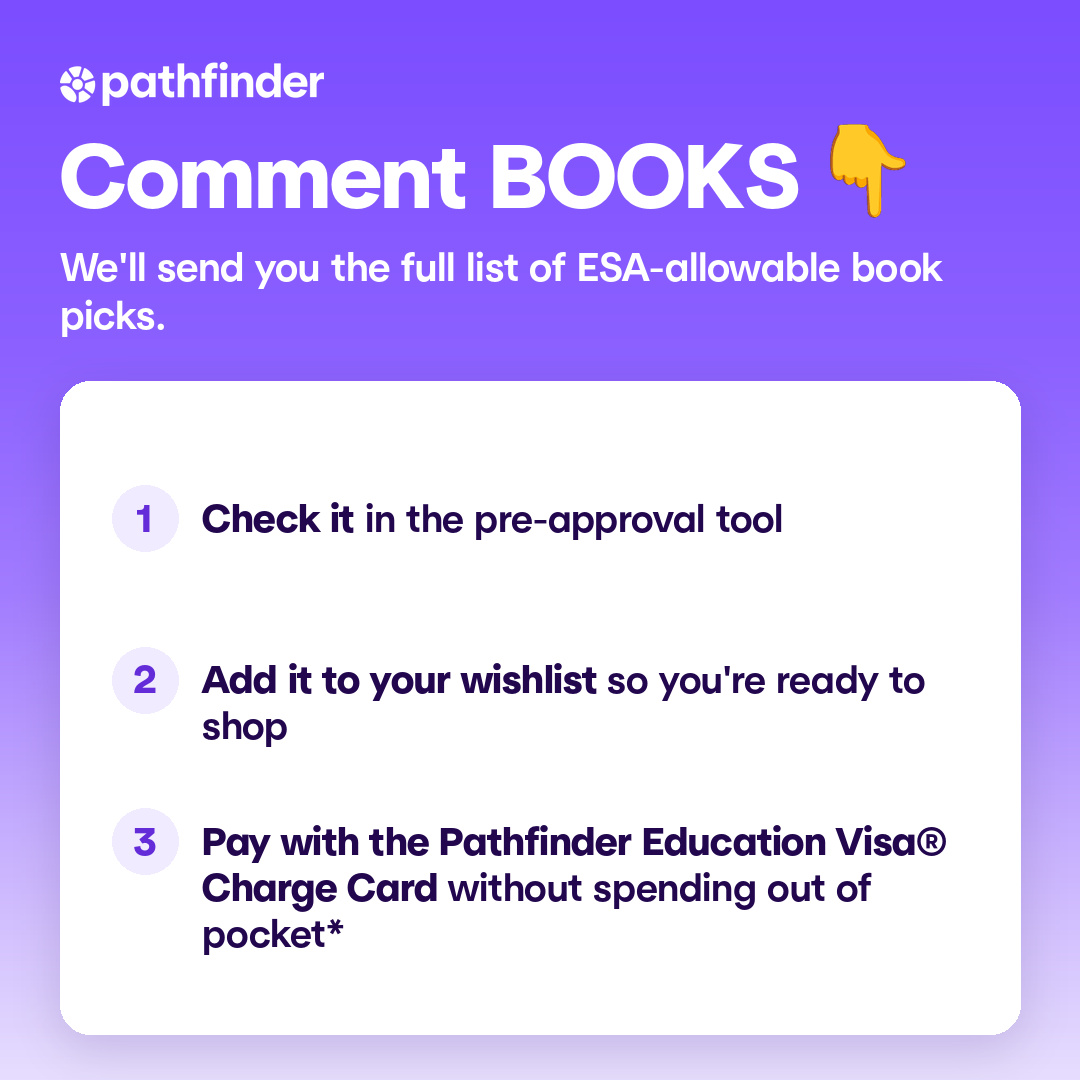 pathfinder
Comment BOOKS 👇
We'll send you the full list of ESA-allowable book
picks.
1 Check it in the pre-approval tool
2 Add it to your wishlist so you're ready to
shop
3 Pay with the Pathfinder Education Visa®
Charge Card without spending out of
pocket*